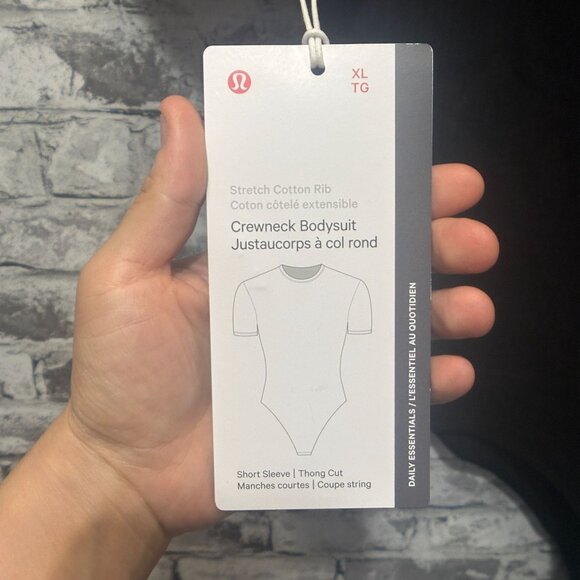 XL
TG
Stretch Cotton Rib
Coton côtelé extensible
Crewneck Bodysuit
Justaucorps à col rond
Short Sleeve | Thong Cut
Manches courtes | Coupe string
DAILY ESSENTIALS / L'ESSENTIEL AU QUOTIDIEN